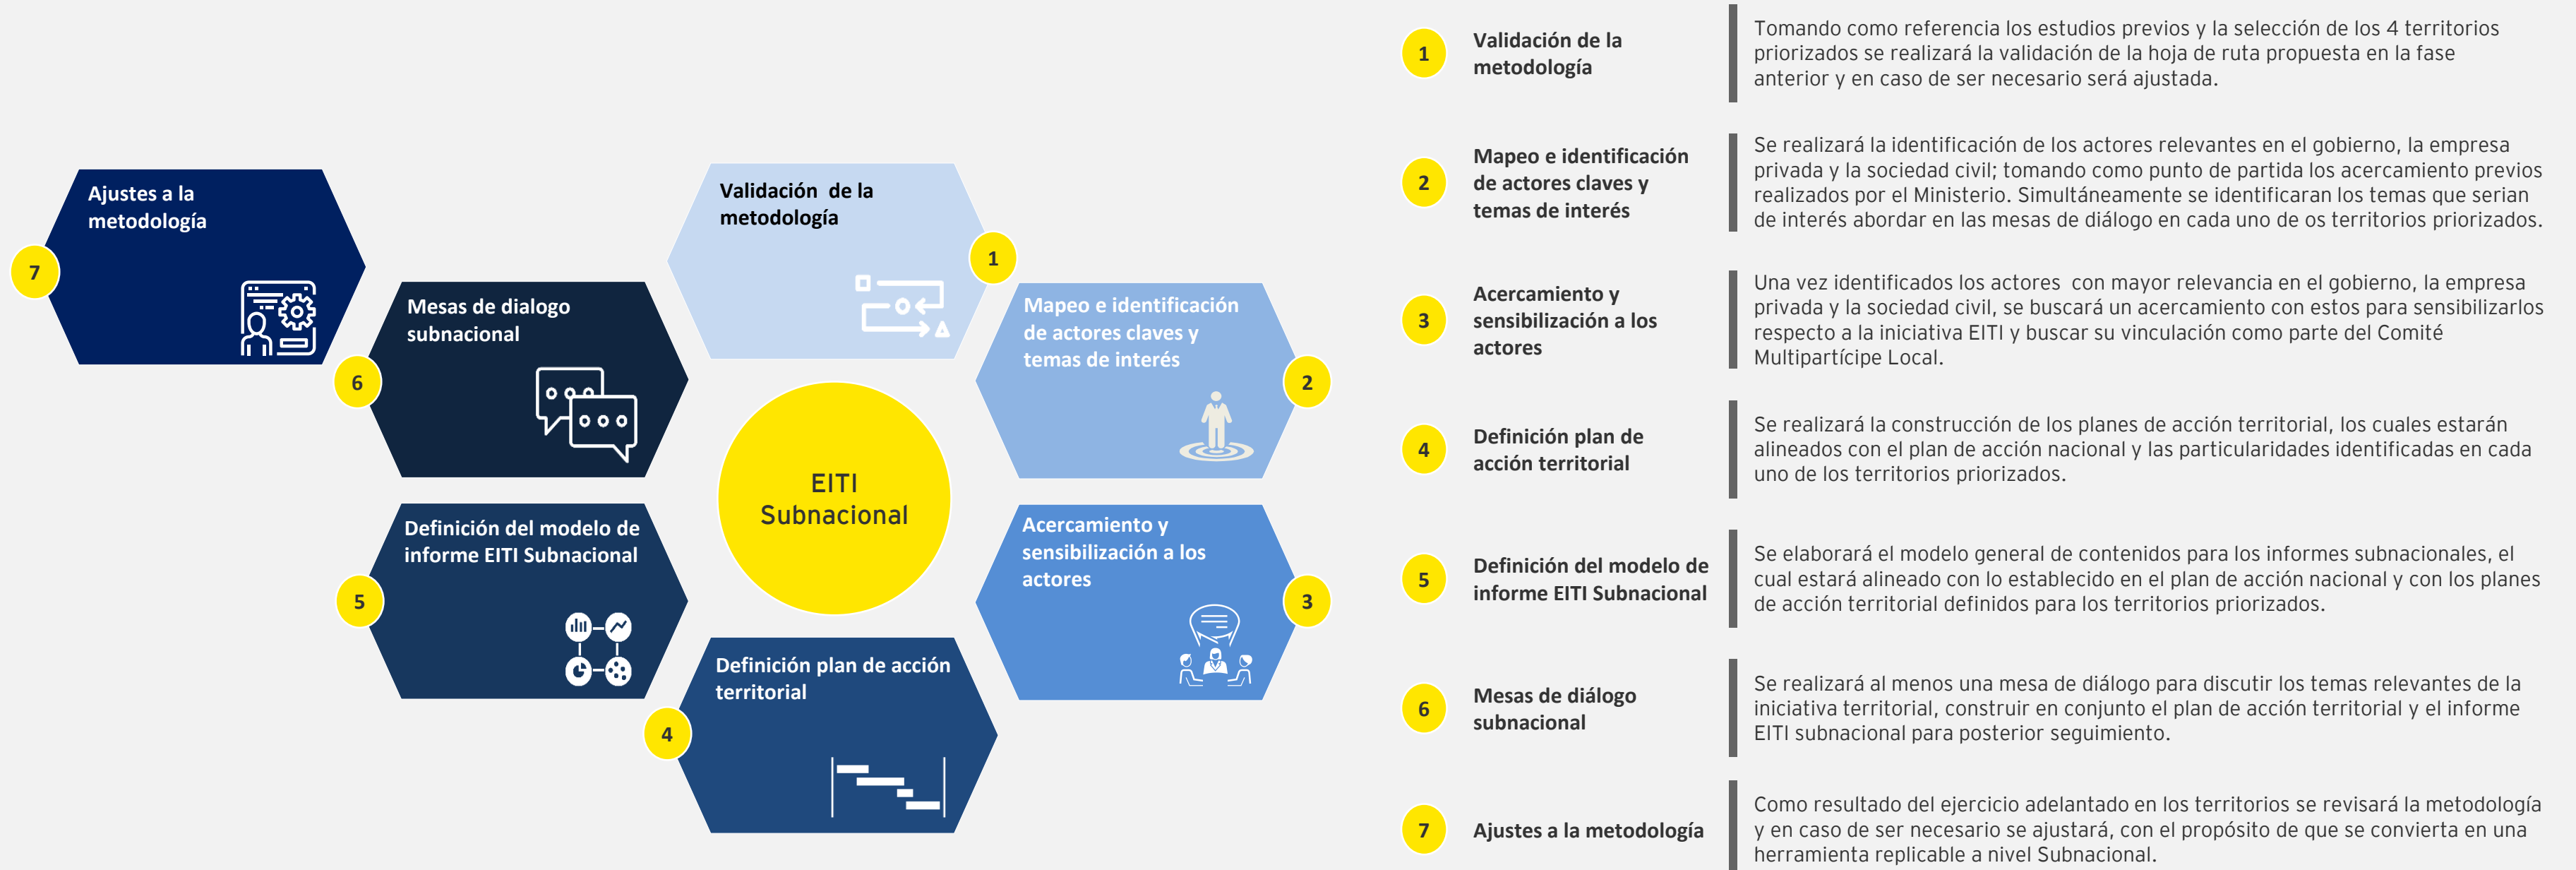 Ajustes a la
metodología
7
Mesas de dialogo
subnacional
6
Validación  de la
metodología
1
Mapeo e identificación
de actores claves y
temas de interés
2
EITI
Subnacional
Definición del modelo de
informe EITI Subnacional
5
Acercamiento y
sensibilización a los
actores
3
Definición plan de acción
territorial
4
1
Validación de la
metodología
Tomando como referencia los estudios previos y la selección de los 4 territorios
priorizados se realizará la validación de la hoja de ruta propuesta en la fase
anterior y en caso de ser necesario será ajustada.
2
Mapeo e identificación
de actores claves y
temas de interés
Se realizará la identificación de los actores relevantes en el gobierno, la empresa
privada y la sociedad civil; tomando como punto de partida los acercamiento previos
realizados por el Ministerio. Simultáneamente se identificaran los temas que serian
de interés abordar en las mesas de diálogo en cada uno de os territorios priorizados.
3
Acercamiento y
sensibilización a los
actores
Una vez identificados los actores  con mayor relevancia en el gobierno, la empresa
privada y la sociedad civil, se buscará un acercamiento con estos para sensibilizarlos
respecto a la iniciativa EITI y buscar su vinculación como parte del Comité
Multipartícipe Local.
4
Definición plan de
acción territorial
Se realizará la construcción de los planes de acción territorial, los cuales estarán
alineados con el plan de acción nacional y las particularidades identificadas en cada
uno de los territorios priorizados.
5
Definición del modelo de
informe EITI Subnacional
Se elaborará el modelo general de contenidos para los informes subnacionales, el
cual estará alineado con lo establecido en el plan de acción nacional y con los planes
de acción territorial definidos para los territorios priorizados.
6
Mesas de diálogo
subnacional
Se realizará al menos una mesa de diálogo para discutir los temas relevantes de la
iniciativa territorial, construir en conjunto el plan de acción territorial y el informe
EITI subnacional para posterior seguimiento.
7
Ajustes a la metodología
Como resultado del ejercicio adelantado en los territorios se revisará la metodología
y en caso de ser necesario se ajustará, con el propósito de que se convierta en una
herramienta replicable a nivel Subnacional.